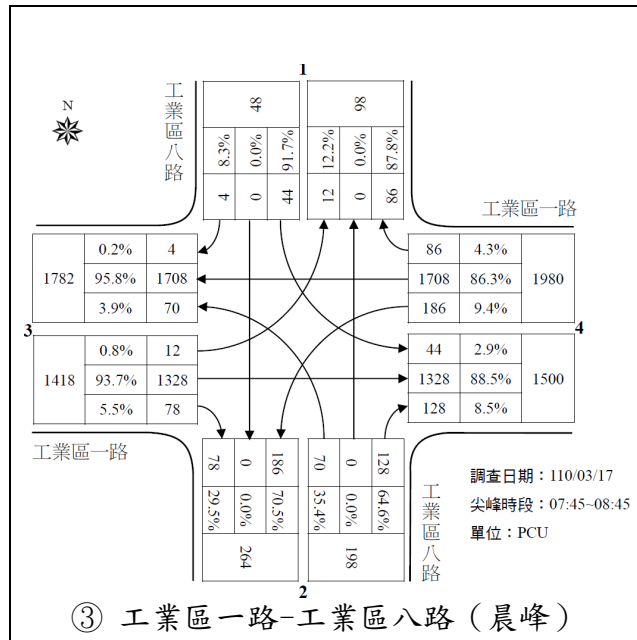 1
N
工業區八路
48
8.3% 0.0% 91.7%
4 0 44
98
12.2% 0.0% 87.8%
12 0 86
工業區一路
1782
0.2% 4
95.8% 1708
3.9% 70
86 4.3%
1708 86.3%
186 9.4%
1980
3
4
1418
0.8% 12
93.7% 1328
5.5% 78
44 2.9%
1328 88.5%
128 8.5%
1500
工業區一路
78 0 186
29.5% 0.0% 70.5%
264
70 0 128
35.4% 0.0% 64.6%
198
工業區八路
調查日期：110/03/17
尖峰時段：07:45~08:45
單位：PCU
2
③ 工業區一路-工業區八路（晨峰）